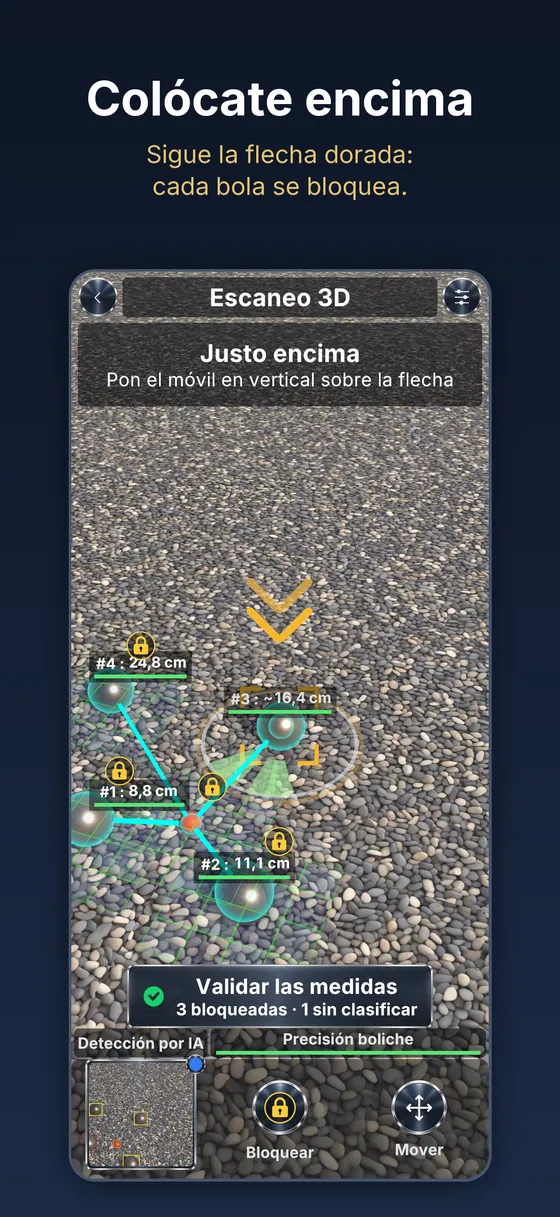 Colócate encima
Sigue la flecha dorada:
cada bola se bloquea.
Escaneo 3D
Justo encima
Pon el móvil en vertical sobre la flecha
#4 : 24,8 cm
#3 : ~16,4 cm
#1 : 8,8 cm
#2 : 11,1 cm
Validar las medidas
3 bloqueadas · 1 sin clasificar
Detección por IA
Precisión boliche
Bloquear
Mover